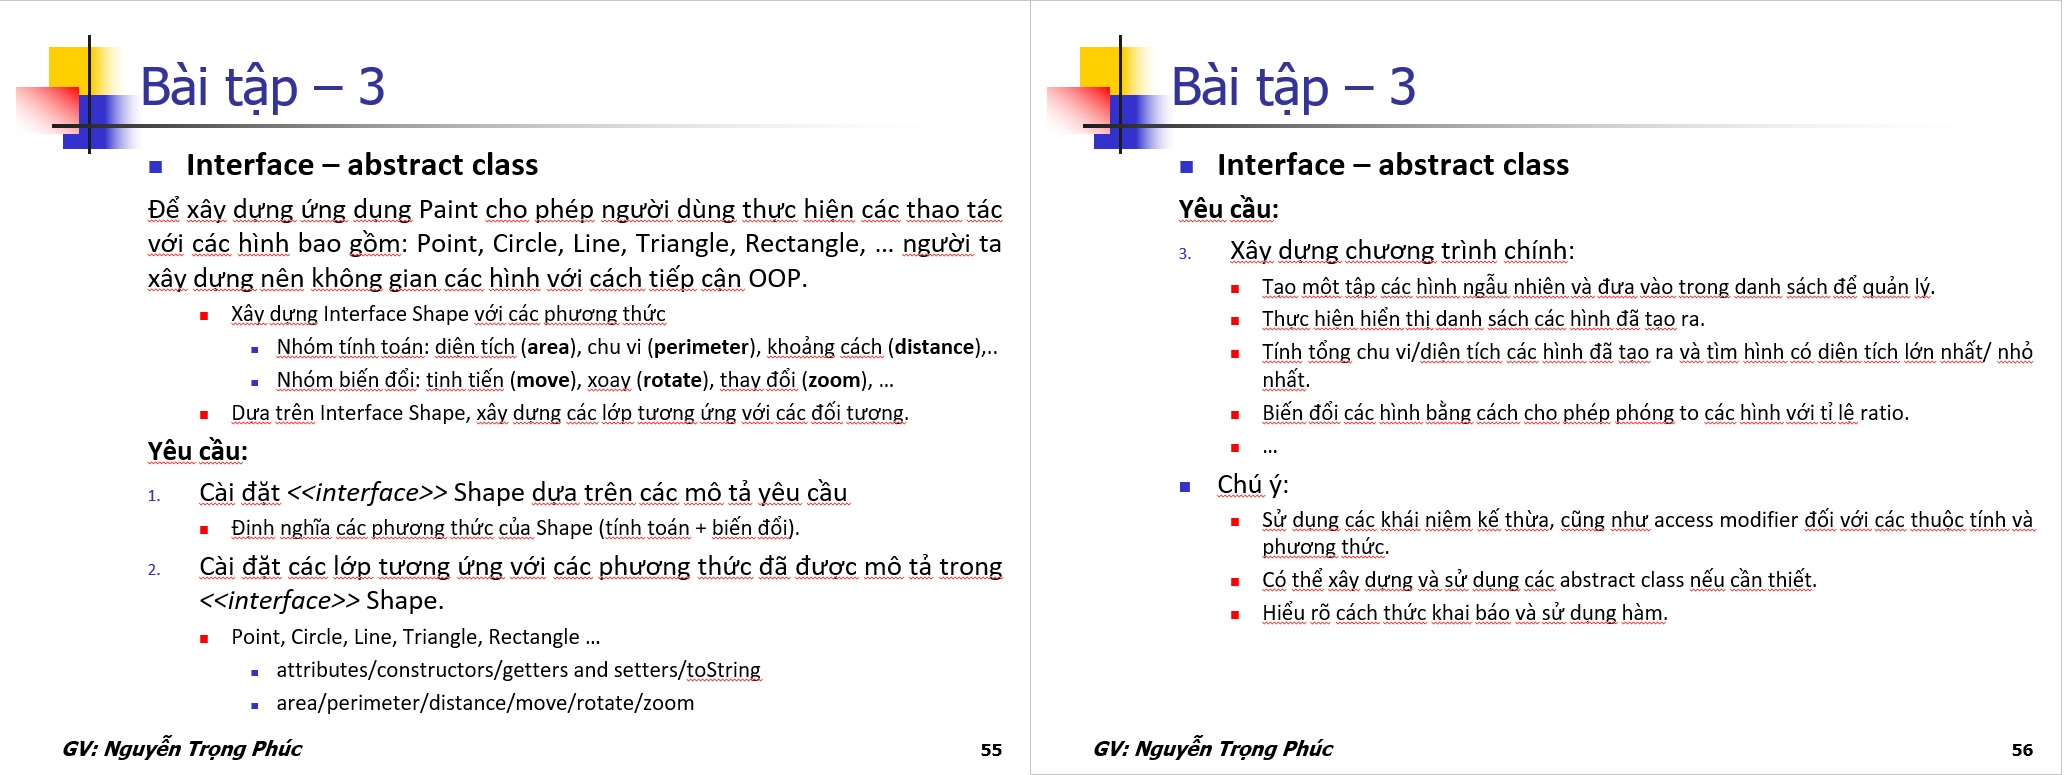 Bài tập – 3
Interface – abstract class
Để xây dựng ứng dụng Paint cho phép người dùng thực hiện các thao tác
với các hình bao gồm: Point, Circle, Line, Triangle, Rectangle, … người ta
xây dựng nên không gian các hình với cách tiếp cận OOP.
Xây dựng Interface Shape với các phương thức
Nhóm tính toán: diện tích (area), chu vi (perimeter), khoảng cách (distance),..
Nhóm biến đổi: tịnh tiến (move), xoay (rotate), thay đổi (zoom), …
Dựa trên Interface Shape, xây dựng các lớp tương ứng với các đối tượng.
Yêu cầu:
1. Cài đặt <<interface>> Shape dựa trên các mô tả yêu cầu
Định nghĩa các phương thức của Shape (tính toán + biến đổi).
2. Cài đặt các lớp tương ứng với các phương thức đã được mô tả trong
<<interface>> Shape.
Point, Circle, Line, Triangle, Rectangle …
attributes/constructors/getters and setters/toString
area/perimeter/distance/move/rotate/zoom
GV: Nguyễn Trọng Phúc
55
Bài tập – 3
Interface – abstract class
Yêu cầu:
3. Xây dựng chương trình chính:
Tạo một tập các hình ngẫu nhiên và đưa vào trong danh sách để quản lý.
Thực hiện hiển thị danh sách các hình đã tạo ra.
Tính tổng chu vi/diện tích các hình đã tạo ra và tìm hình có diện tích lớn nhất/ nhỏ
nhất.
Biến đổi các hình bằng cách cho phép phóng to các hình với tỉ lệ ratio.
…
Chú ý:
Sử dụng các khái niêm kế thừa, cũng như access modifier đối với các thuộc tính và
phương thức.
Có thể xây dựng và sử dụng các abstract class nếu cần thiết.
Hiểu rõ cách thức khai báo và sử dụng hàm.
GV: Nguyễn Trọng Phúc
56